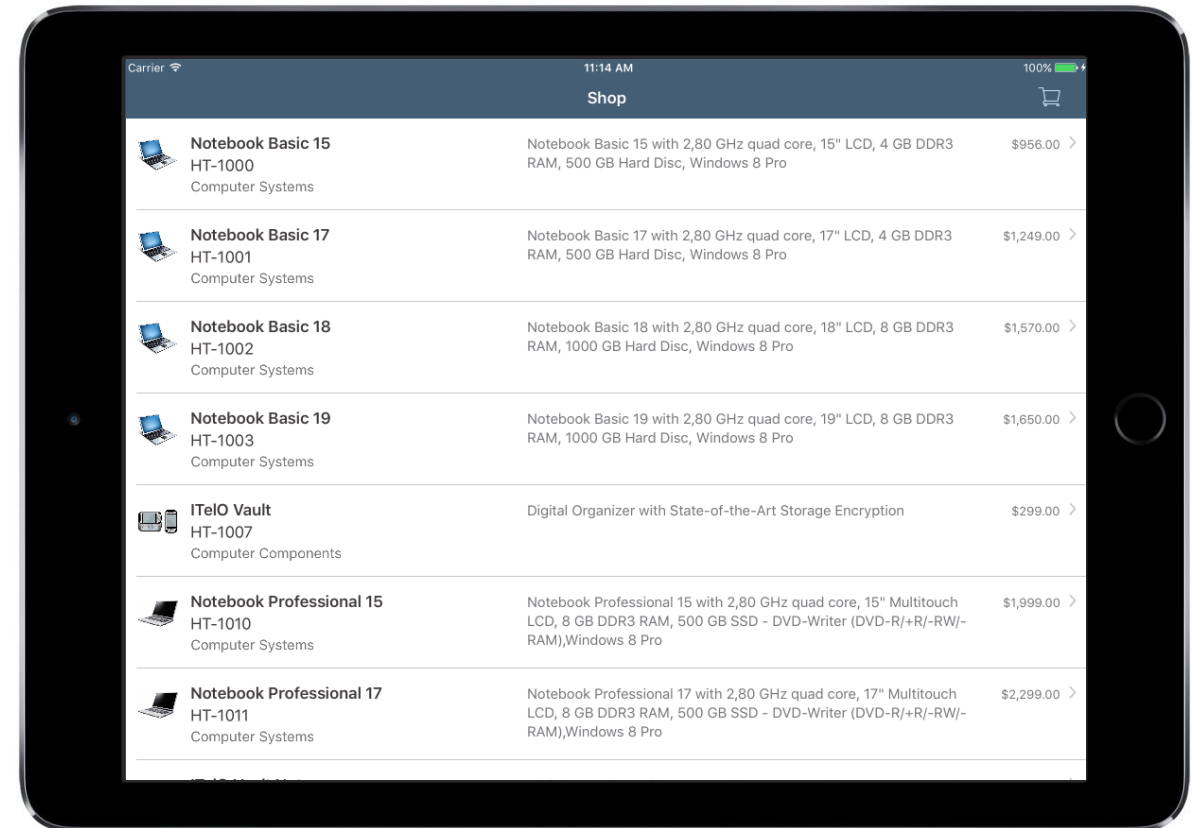 Carrier
11:14 AM
100%
Shop
Notebook Basic 15
HT-1000
Computer Systems
Notebook Basic 15 with 2,80 GHz quad core, 15" LCD, 4 GB DDR3
RAM, 500 GB Hard Disc, Windows 8 Pro
$956.00
Notebook Basic 17
HT-1001
Computer Systems
Notebook Basic 17 with 2,80 GHz quad core, 17" LCD, 4 GB DDR3
RAM, 500 GB Hard Disc, Windows 8 Pro
$1,249.00
Notebook Basic 18
HT-1002
Computer Systems
Notebook Basic 18 with 2,80 GHz quad core, 18" LCD, 8 GB DDR3
RAM, 1000 GB Hard Disc, Windows 8 Pro
$1,570.00
Notebook Basic 19
HT-1003
Computer Systems
Notebook Basic 19 with 2,80 GHz quad core, 19" LCD, 8 GB DDR3
RAM, 1000 GB Hard Disc, Windows 8 Pro
$1,650.00
ITelO Vault
HT-1007
Computer Components
Digital Organizer with State-of-the-Art Storage Encryption
$299.00
Notebook Professional 15
HT-1010
Computer Systems
Notebook Professional 15 with 2,80 GHz quad core, 15" Multitouch
LCD, 8 GB DDR3 RAM, 500 GB SSD - DVD-Writer (DVD-R/+R/-RW/-
RAM),Windows 8 Pro
$1,999.00
Notebook Professional 17
HT-1011
Computer Systems
Notebook Professional 17 with 2,80 GHz quad core, 17" Multitouch
LCD, 8 GB DDR3 RAM, 500 GB SSD - DVD-Writer (DVD-R/+R/-RW/-
RAM),Windows 8 Pro
$2,299.00